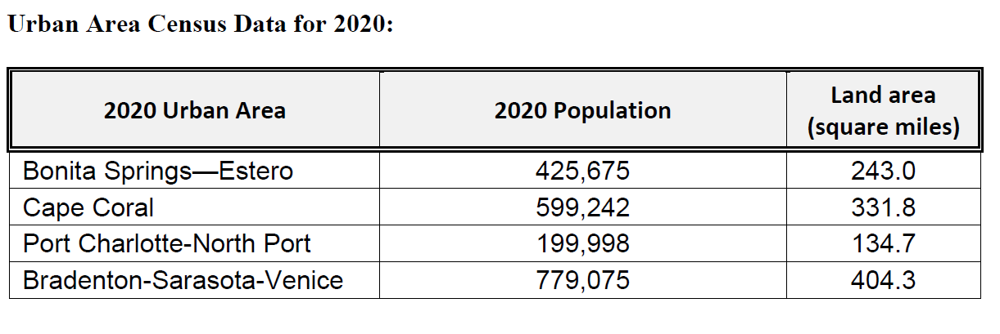 Urban Area Census Data for 2020:
2020 Urban Area 2020 Population Land area
(square miles)
Bonita Springs—Estero 425,675 243.0
Cape Coral 599,242 331.8
Port Charlotte-North Port 199,998 134.7
Bradenton-Sarasota-Venice 779,075 404.3